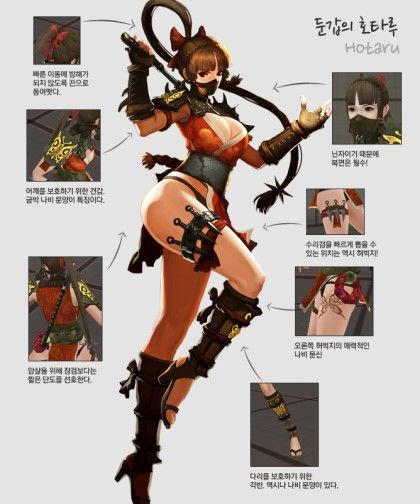 둔갑의 호타루
Hotaru
빠른 이동에 방해가
되지 않도록 끈으로
동여맷다.
어깨를 보호하기 위한 견갑.
금박 나비 문양이 특징이다.
암살을 위해 장검보다는
짧은 단도를 선호한다.
닌자이기 때문에
복면은 필수!
수리검을 빠르게 뽑을 수
있는 위치는 역시 허벅지!
오른쪽 허벅지의 매력적인
나비 문신
다리를 보호하기 위한
각반. 역시나 나비 문양이 있다.